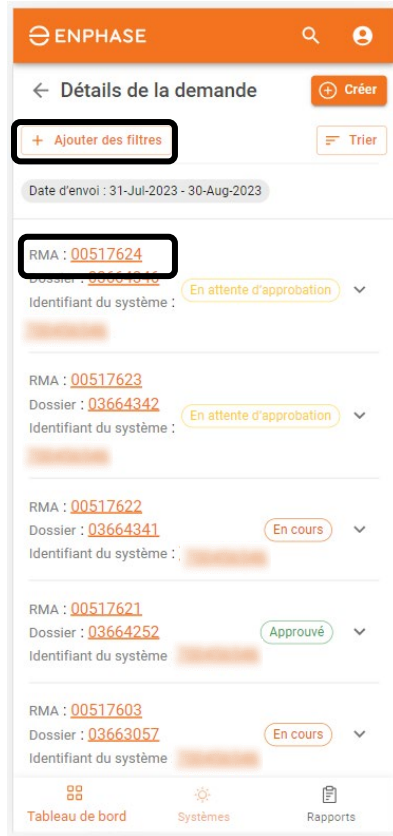 ENPHASE
Détails de la demande
Créer
+ Ajouter des filtres
Trier
Date d'envoi : 31-Jul-2023 - 30-Aug-2023
RMA : 00517624
Dossier : 03664346
En attente d'approbation
Identifiant du système :
RMA : 00517623
Dossier : 03664342
En attente d'approbation
Identifiant du système :
RMA : 00517622
Dossier : 03664341
En cours
Identifiant du système :
RMA : 00517621
Dossier : 03664252
Approuvé
Identifiant du système
RMA : 00517603
Dossier : 03663057
En cours
Identifiant du système
Tableau de bord
Systèmes
Rapports